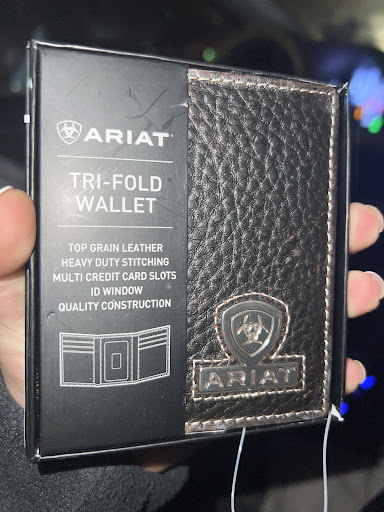 ARIAT
TRI-FOLD
WALLET
TOP GRAIN LEATHER
HEAVY DUTY STITCHING
MULTI CREDIT CARD SLOTS
ID WINDOW
QUALITY CONSTRUCTION
ARIAT